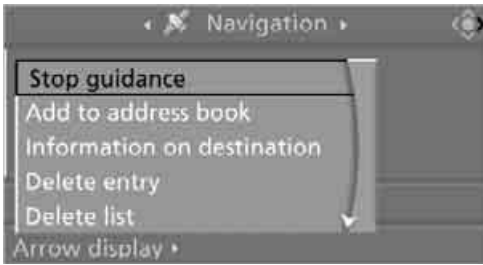 Navigation
Stop guidance
Add to address book
Information on destination
Delete entry
Delete list
Arrow display